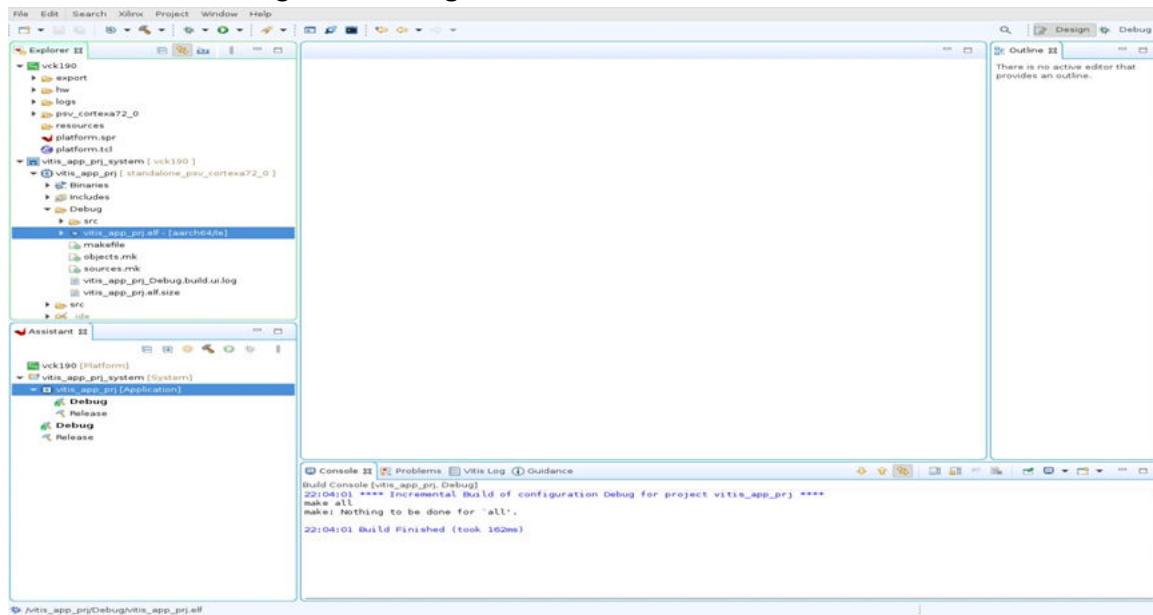 File Edit Search Xilinx Project Window Help
Design Debug
Explorer
vck190
export
hw
logs
psv_cortexa72_0
resources
platform.spr
platform.tcl
vitis_app_prj_system [ vck190 ]
vitis_app_prj [ standalone_psv_cortexa72_0 ]
Binaries
Includes
Debug
src
vitis_app_prj.elf - [aarch64/le]
makefile
objects.mk
sources.mk
vitis_app_prj_Debug.build.ui.log
vitis_app_prj.elf.size
src
_ide
Assistant
vck190 [Platform]
vitis_app_prj_system [System]
vitis_app_prj [Application]
Debug
Release
Debug
Release
Outline
There is no active editor that
provides an outline.
Console Problems Vitis Log Guidance
Build Console [vitis_app_prj, Debug]
22:04:01 **** Incremental Build of configuration Debug for project vitis_app_prj ****
make all
make: Nothing to be done for `all'.
22:04:01 Build Finished (took 162ms)
/vitis_app_prj/Debug/vitis_app_prj.elf